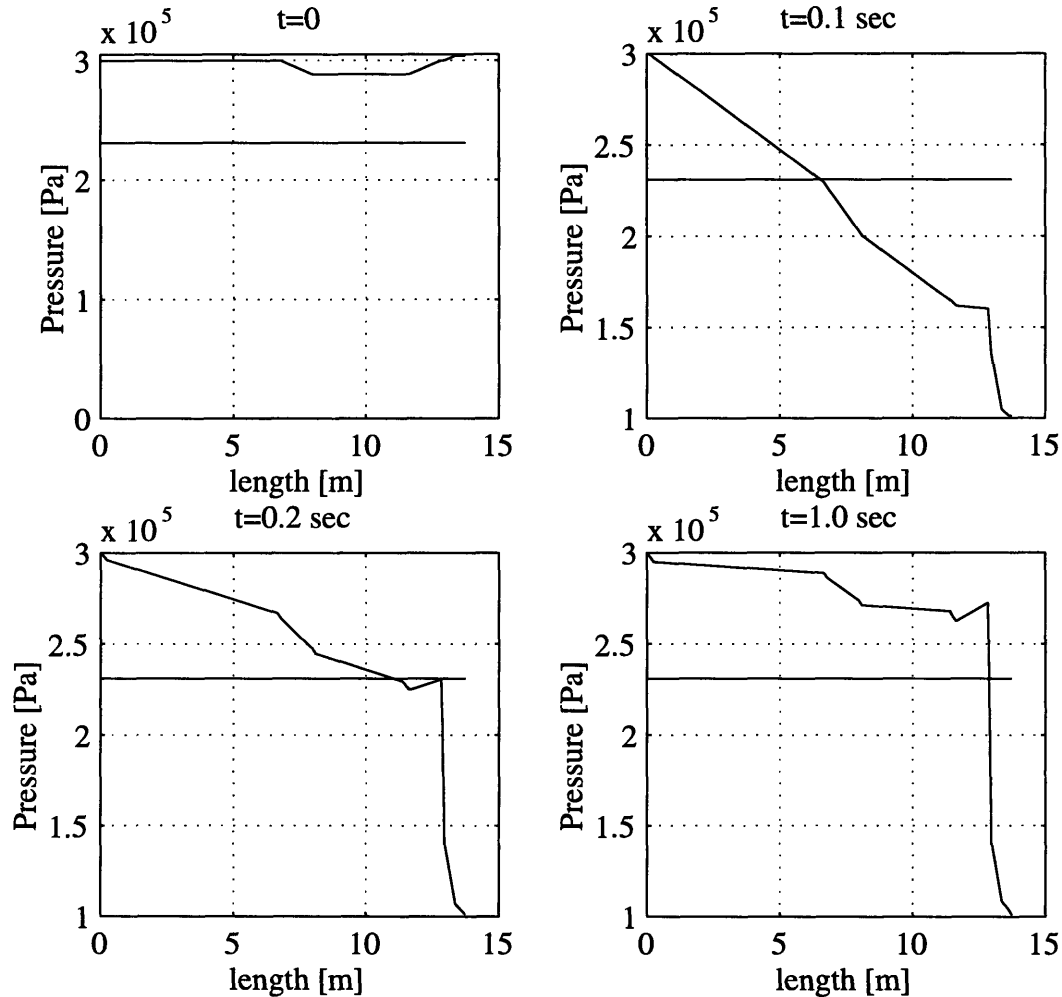 t=0
x 10^5
3
2
1
0
0 5 10 15
Pressure [Pa]
length [m]
t=0.1 sec
x 10^5
3
2.5
2
1.5
1
0 5 10 15
Pressure [Pa]
length [m]
t=0.2 sec
x 10^5
3
2.5
2
1.5
1
0 5 10 15
Pressure [Pa]
length [m]
t=1.0 sec
x 10^5
3
2.5
2
1.5
1
0 5 10 15
Pressure [Pa]
length [m]